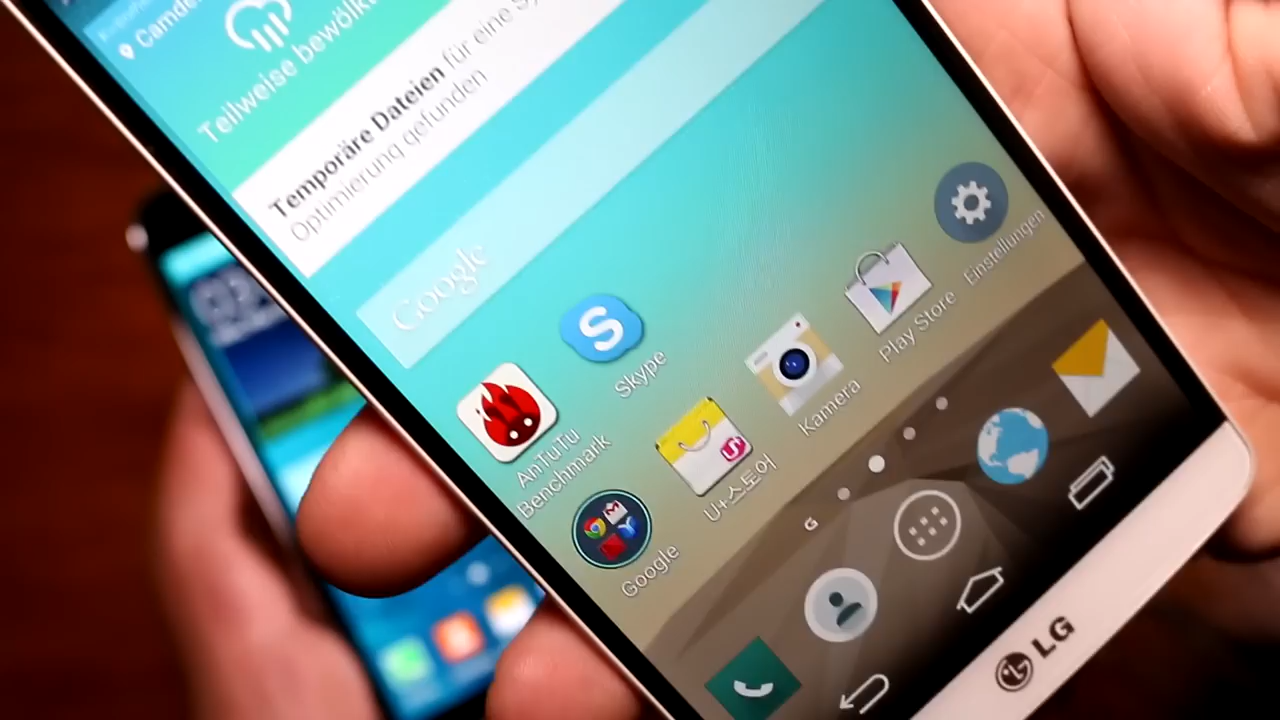 Teilweise bewölkt
Temporäre Dateien für eine
Optimierung gefunden
Google
AnTuTu
Benchmark
Skype
Google
U+스토어
Kamera
Play Store
Einstellungen
G
LG